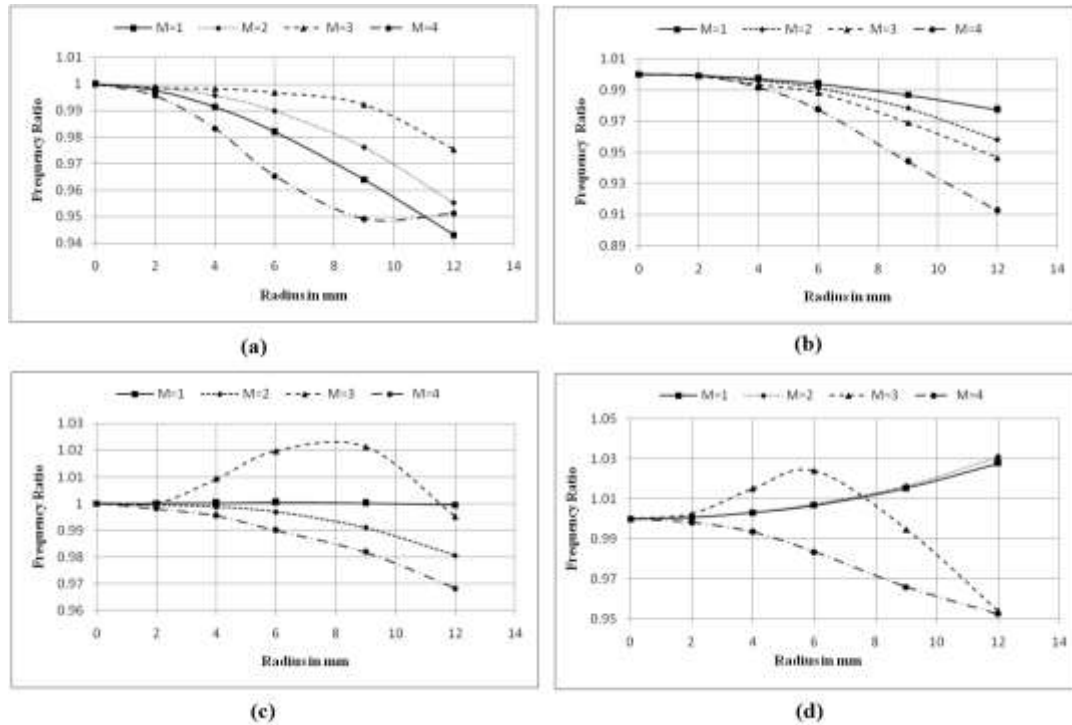 M=1 M=2 M=3 M=4
1.01
1
0.99
0.98
0.97
0.96
0.95
0.94
Frequency Ratio
0 2 4 6 8 10 12 14
Radius in mm
(a)
M=1 M=2 M=3 M=4
1.01
0.99
0.97
0.95
0.93
0.91
0.89
Frequency Ratio
0 2 4 6 8 10 12 14
Radius in mm
(b)
M=1 M=2 M=3 M=4
1.03
1.02
1.01
1
0.99
0.98
0.97
0.96
Frequency Ratio
0 2 4 6 8 10 12 14
Radius in mm
(c)
M=1 M=2 M=3 M=4
1.05
1.03
1.01
0.99
0.97
0.95
Frequency Ratio
0 2 4 6 8 10 12 14
Radius in mm
(d)